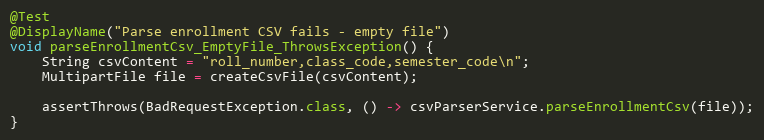 @Test
@DisplayName("Parse enrollment CSV fails - empty file")
void parseEnrollmentCsv_EmptyFile_ThrowsException() {
    String csvContent = "roll_number,class_code,semester_code\n";
    MultipartFile file = createCsvFile(csvContent);

    assertThrows(BadRequestException.class, () -> csvParserService.parseEnrollmentCsv(file));
}